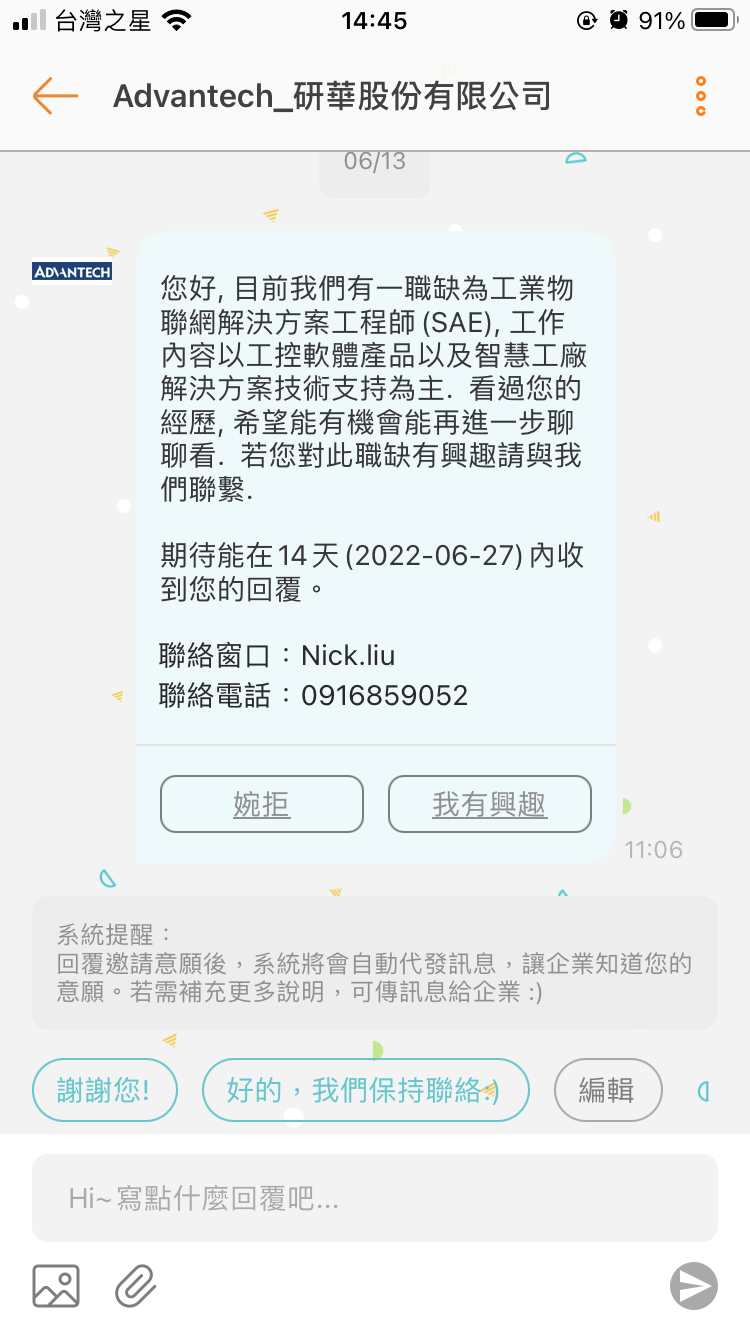 台灣之星
14:45
91%
Advantech_研華股份有限公司
06/13
ADVANTECH
您好, 目前我們有一職缺為工業物
聯網解決方案工程師 (SAE), 工作
內容以工控軟體產品以及智慧工廠
解決方案技術支持為主. 看過您的
經歷, 希望能有機會能再進一步聊
聊看. 若您對此職缺有興趣請與我
們聯繫.
期待能在 14 天 (2022-06-27) 內收
到您的回覆。
聯絡窗口：Nick.liu
聯絡電話：0916859052
婉拒
我有興趣
11:06
系統提醒：
回覆邀請意願後，系統將會自動代發訊息，讓企業知道您的
意願。若需補充更多說明，可傳訊息給企業 :)
謝謝您!
好的，我們保持聯絡:)
編輯
Hi~ 寫點什麼回覆吧...